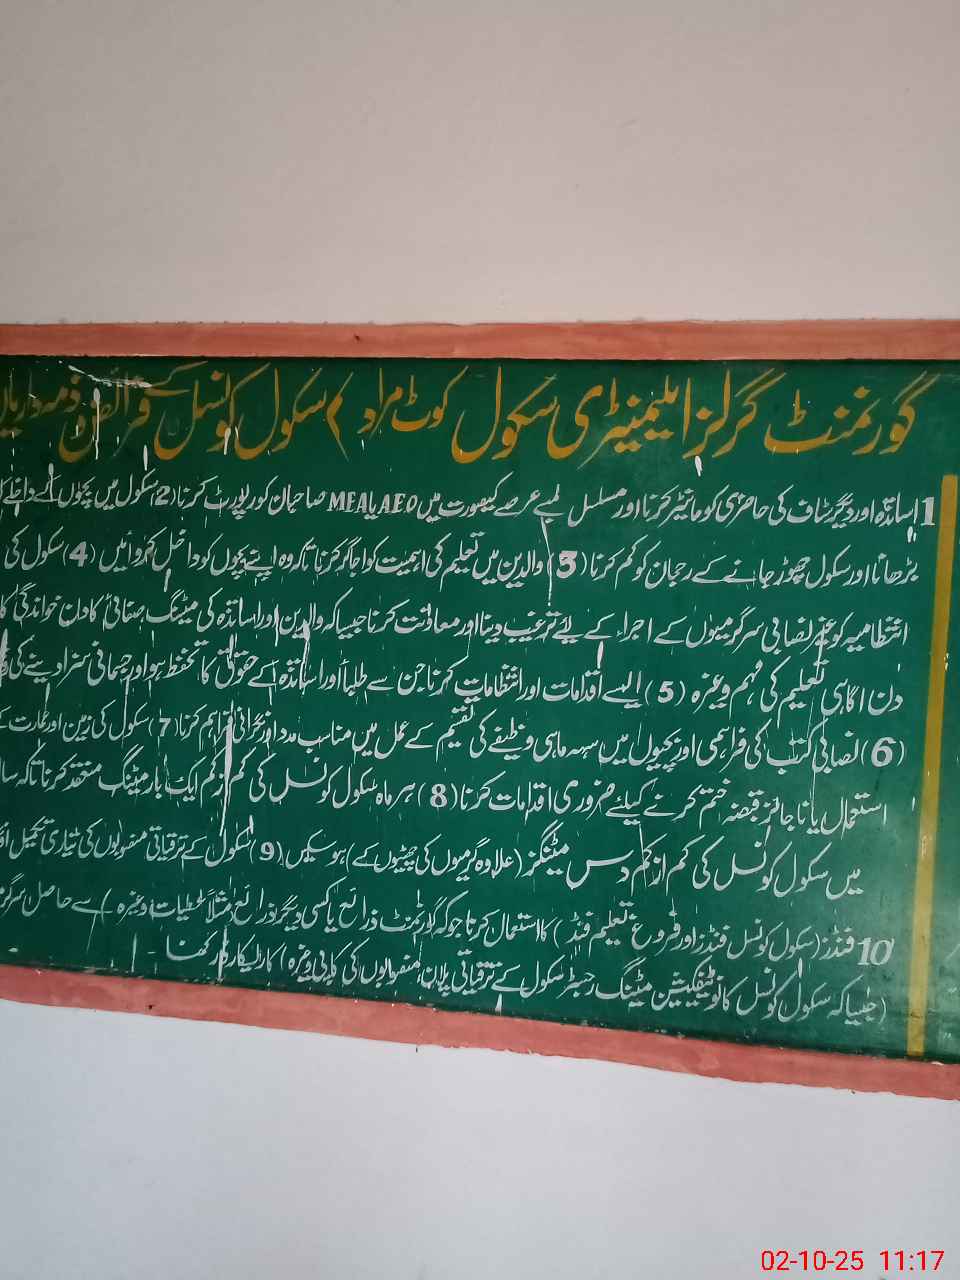 گورنمنٹ گرلز ایلیمنیٹری سکول کوٹ مراد ﴾ سکول کونسل کے فرائض ذمہ داریاں
1 اساتذہ اور دیگر سٹاف کی حاضری کو مانیٹر کرنا اور مسلسل لمبے عرصے کیصورت میں AEO یا MEA صاحبان کو رپورٹ کرنا (2) سکول میں بچوں کے داخلے
بڑھانا اور سکول چھوڑ جانے کے رحجان کو کم کرنا (3) والدین میں تعلیم کی اہمیت کو اجاگر کرنا تاکہ وہ اپنے بچوں کو داخل کروائیں (4) سکول کی
انتظامیہ کو غیر نصابی سرگرمیوں کے اجراء کے لیئے ترغیب دینا اور معاونت کرنا جیسا کہ والدین اور اساتذہ کی میٹنگ صفائی کا دن خواندگی کا
دن اگاہی تعلیم کی مہم وغیرہ (5) ایسے اقدامات اور انتظامات کرنا جن سے طلباً اور اساتذہ کے حقوق کا تحفظ ہو اور جسمانی سزا دینے کی
(6) نصابی کتب کی فراہمی اور بچیوں میں سہہ ماہی وظیفے کی تقسیم کے عمل میں مناسب مدد اور نگرانی فراہم کرنا (7) سکول کی زمین اور عمارت کے
استعمال یا ناجائز قبضہ ختم کرنے کیلئے ضروری اقدامات کرنا (8) ہر ماہ سکول کونسل کی کم از کم ایک بار میٹنگ منعقد کرنا تاکہ
میں سکول کونسل کی کم از کم دس میٹنگز (علاوہ گرمیوں کی چھٹیوں کے) ہو سکیں (9) سکول کے ترقیاتی منصوبوں کی تیاری تکمیل
10 فنڈز (سکول کونسل فنڈز اور فروغ تعلیم فنڈ) کا استعمال کرنا جو کہ گورنمنٹ ذرائع یا کسی دیگر ذرائع (مثلاً عطیات وغیرہ) سے حاصل
(جیسا کہ سکول کونسل کا نوٹیفکیشن میٹنگ رجسٹر سکول کے ترقیاتی پلان منصوبوں کی کاپی وغیرہ) کا ریکارڈ رکھنا
02-10-25 11:17